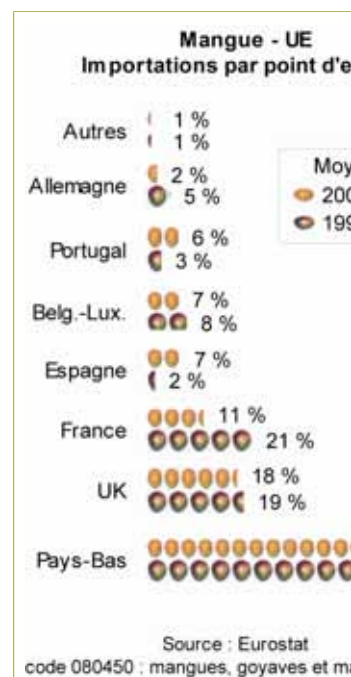 Mangue - UE
Importations par point d'e
Autres
1 %
1 %
Allemagne
2 %
5 %
Moy
200
199
Portugal
6 %
3 %
Belg.-Lux.
7 %
8 %
Espagne
7 %
2 %
France
11 %
21 %
UK
18 %
19 %
Pays-Bas
Source : Eurostat
code 080450 : mangues, goyaves et ma